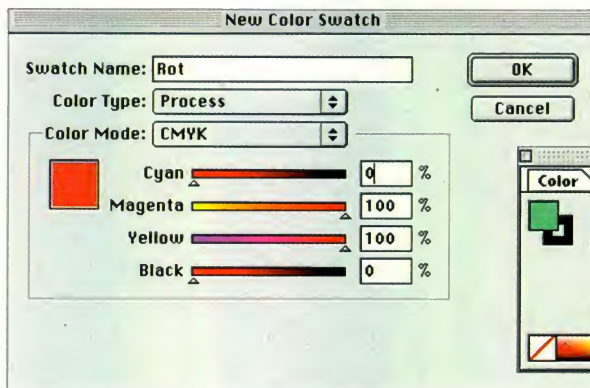 New Color Swatch
Swatch Name: Rot
OK
Color Type: Process
Cancel
Color Mode: CMYK
Cyan 0 %
Magenta 100 %
Yellow 100 %
Black 0 %
Color